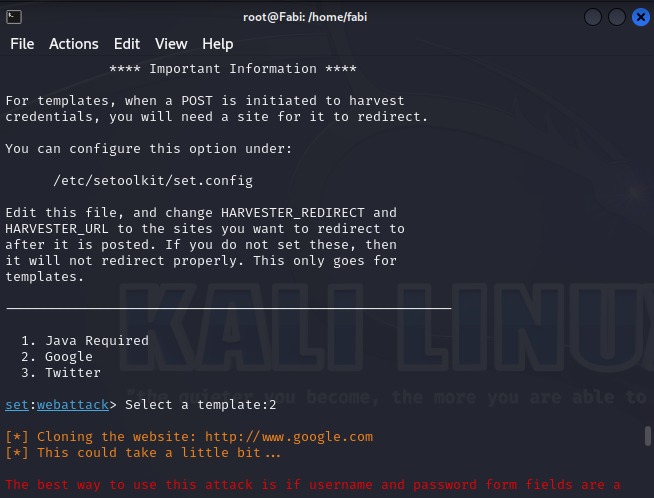 root@Fabi: /home/fabi
File Actions Edit View Help
**** Important Information ****
For templates, when a POST is initiated to harvest
credentials, you will need a site for it to redirect.
You can configure this option under:
/etc/setoolkit/set.config
Edit this file, and change HARVESTER_REDIRECT and
HARVESTER_URL to the sites you want to redirect to
after it is posted. If you do not set these, then
it will not redirect properly. This only goes for
templates.
KALI LINU
"the quieter you become, the more you are able to
1. Java Required
2. Google
3. Twitter
set:webattack> Select a template:2
[*] Cloning the website: http://www.google.com
[*] This could take a little bit...
The best way to use this attack is if username and password form fields are a